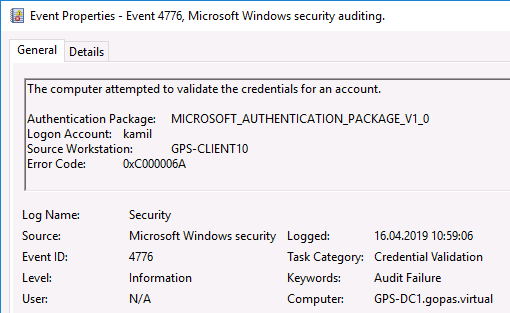 Event Properties - Event 4776, Microsoft Windows security auditing.
General Details
The computer attempted to validate the credentials for an account.
Authentication Package: MICROSOFT_AUTHENTICATION_PACKAGE_V1_0
Logon Account: kamil
Source Workstation: GPS-CLIENT10
Error Code: 0xC000006A
Log Name: Security
Source: Microsoft Windows security Logged: 16.04.2019 10:59:06
Event ID: 4776 Task Category: Credential Validation
Level: Information Keywords: Audit Failure
User: N/A Computer: GPS-DC1.gopas.virtual